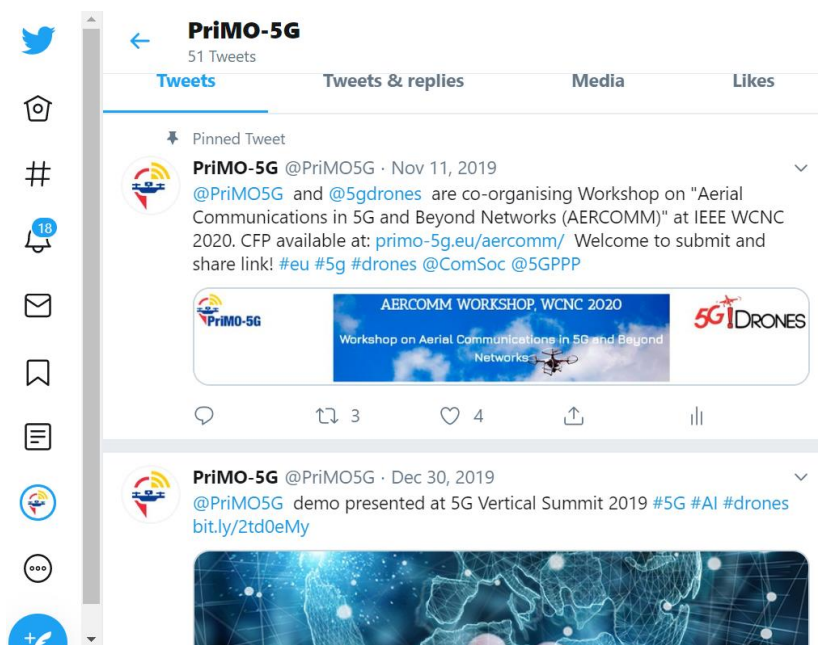 PriMO-5G
51 Tweets
Tweets Tweets & replies Media Likes
18
Pinned Tweet
PriMO-5G @PriMO5G · Nov 11, 2019
@PriMO5G and @5gdrones are co-organising Workshop on "Aerial
Communications in 5G and Beyond Networks (AERCOMM)" at IEEE WCNC
2020. CFP available at: primo-5g.eu/aercomm/ Welcome to submit and
share link! #eu #5g #drones @ComSoc @5GPPP
PriMO-5G
AERCOMM WORKSHOP, WCNC 2020
Workshop on Aerial Communications in 5G and Beyond
Networks
5G!DRONES
3 4
PriMO-5G @PriMO5G · Dec 30, 2019
@PriMO5G demo presented at 5G Vertical Summit 2019 #5G #AI #drones
bit.ly/2td0eMy